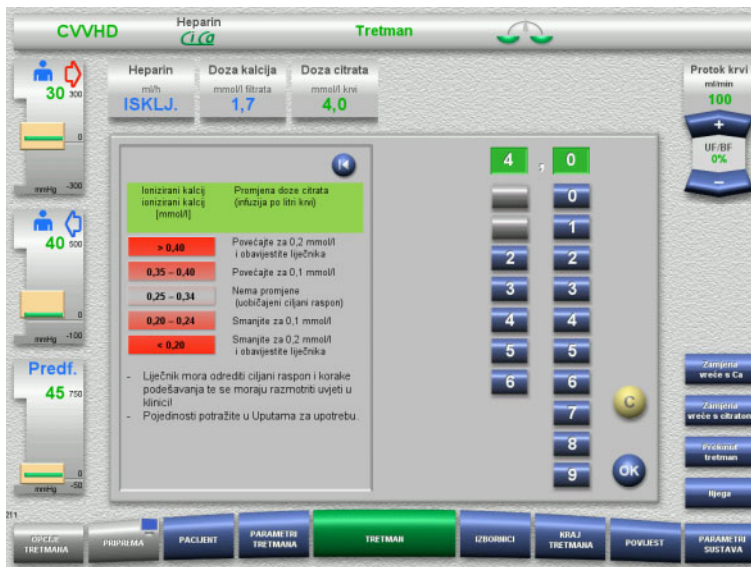 CVVHD
Heparin
CiCa
Tretman
30 300
0
mmHg -300
40 500
0
mmHg -100
Predf.
45 750
0
mmHg -50
Heparin
ml/h
ISKLJ.
Doza kalcija
mmol/l filtrata
1,7
Doza citrata
mmol/l krvi
4,0
Protok krvi
ml/min
100
+
UF/BF
0%
−
Ionizirani kalcij
ionizirani kalcij
[mmol/l]
Promjena doze citrata
(infuzija po litri krvi)
> 0,40
Povećajte za 0,2 mmol/l
i obavijestite liječnika
0,35 – 0,40
Povećajte za 0,1 mmol/l
0,25 – 0,34
Nema promjene
(uobičajeni ciljani raspon)
0,20 – 0,24
Smanjite za 0,1 mmol/l
< 0,20
Smanjite za 0,2 mmol/l
i obavijestite liječnika
- Liječnik mora odrediti ciljani raspon i korake
podešavanja te se moraju razmotriti uvjeti u
klinici!
- Pojedinosti potražite u Uputama za upotrebu.
4 , 0
0
1
2 2
3 3
4 4
5 5
6 6
7
8
9
C
OK
Zamjena
vreće s Ca
Zamjena
vreće s citratom
Prekinut
tretman
Njega
211
OPCIJE
TRETMANA
PRIPREMA
PACIJENT
PARAMETRI
TRETMANA
TRETMAN
IZBORNICI
KRAJ
TRETMANA
POVIJEST
PARAMETRI
SUSTAVA